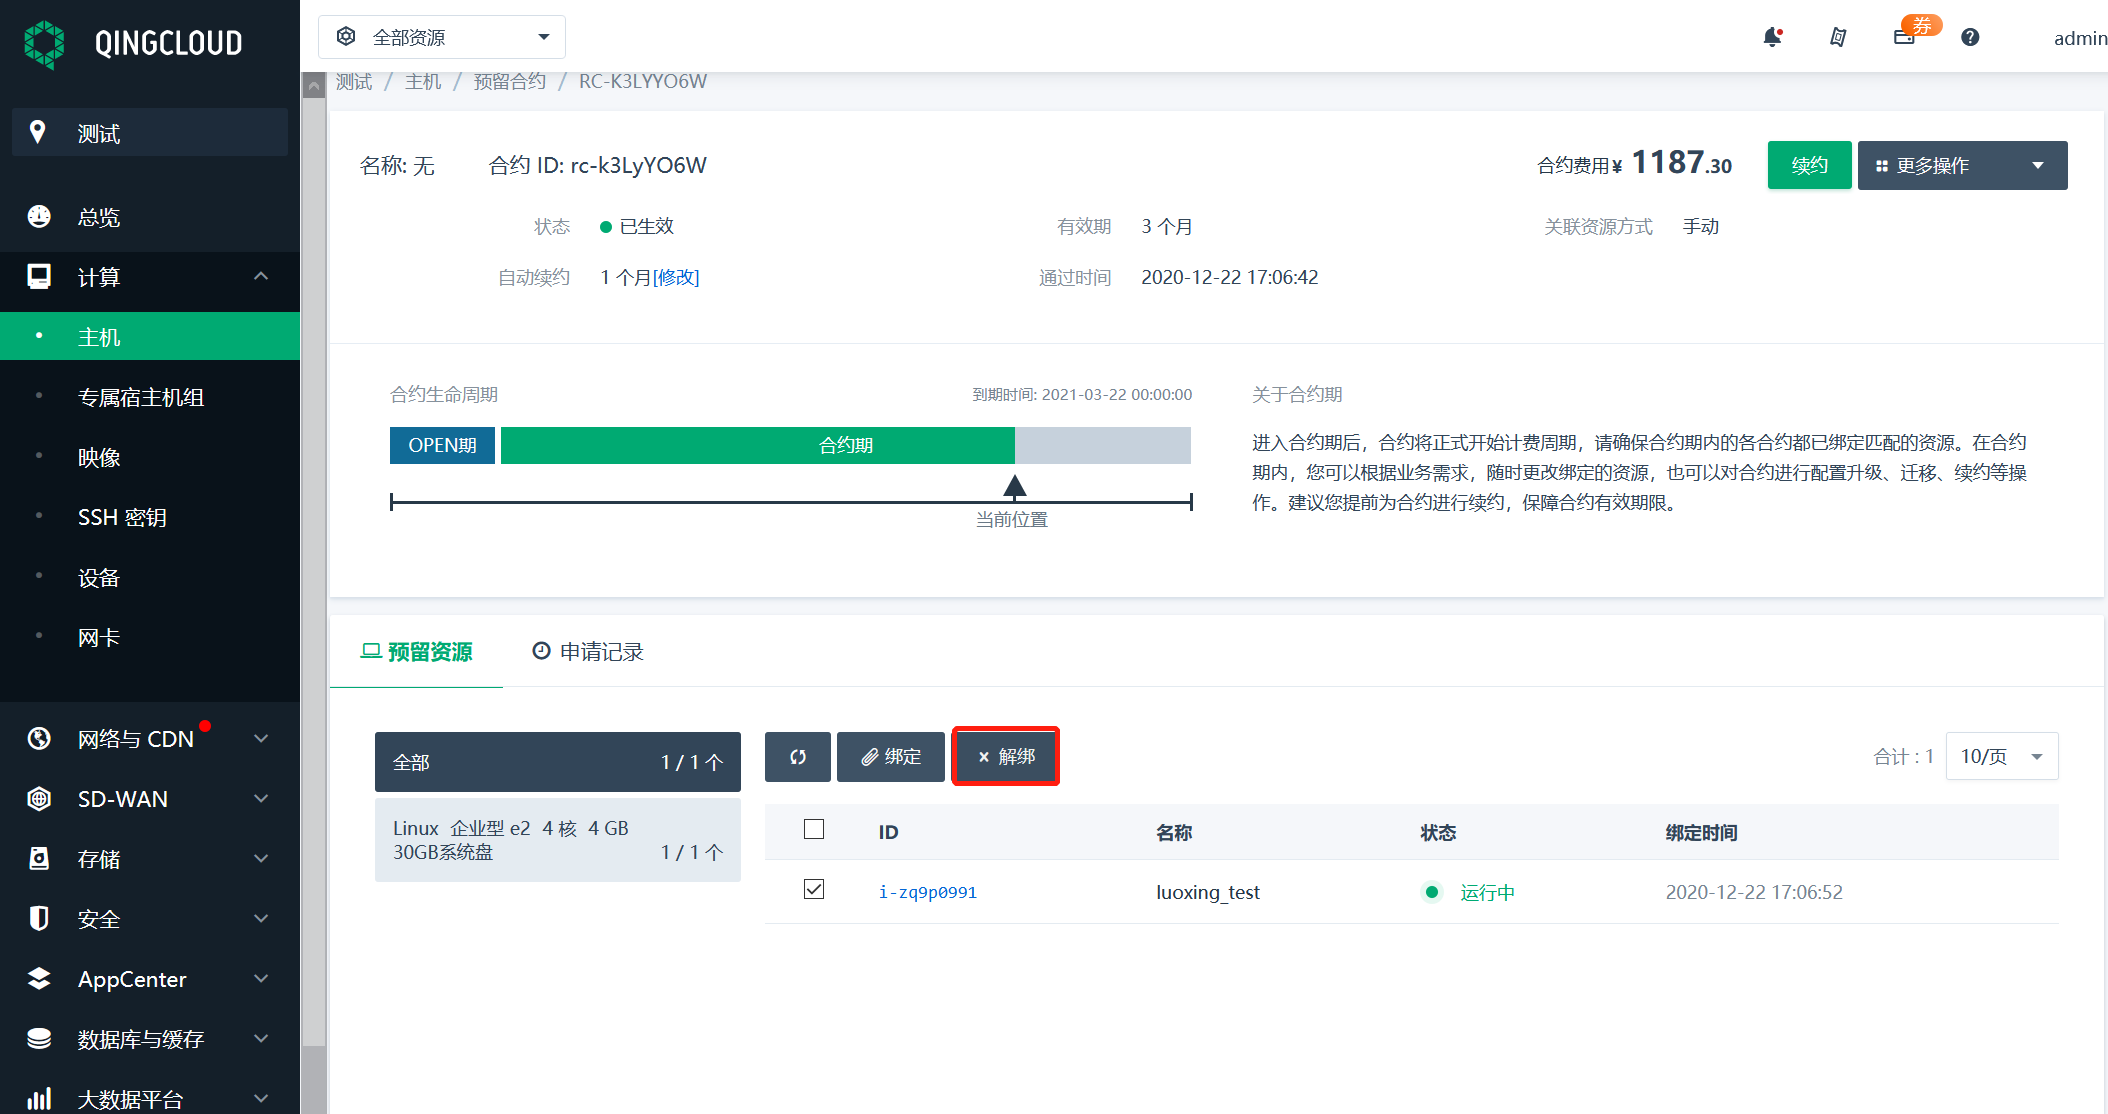 QINGCLOUD
全部资源
券
admin
测试
总览
计算
主机
专属宿主机组
映像
SSH 密钥
设备
网卡
网络与 CDN
SD-WAN
存储
安全
AppCenter
数据库与缓存
大数据平台
测试 / 主机 / 预留合约 / RC-K3LYYO6W
名称: 无 合约 ID: rc-k3LyYO6W
合约费用¥ 1187.30
续约
更多操作
状态 已生效
有效期 3 个月
关联资源方式 手动
自动续约 1 个月[修改]
通过时间 2020-12-22 17:06:42
合约生命周期
到期时间: 2021-03-22 00:00:00
OPEN期
合约期
当前位置
关于合约期
进入合约期后，合约将正式开始计费周期，请确保合约期内的各合约都已绑定匹配的资源。在合约
期内，您可以根据业务需求，随时更改绑定的资源，也可以对合约进行配置升级、迁移、续约等操
作。建议您提前为合约进行续约，保障合约有效期限。
预留资源
申请记录
全部 1 / 1 个
Linux 企业型 e2 4 核 4 GB
30GB系统盘 1 / 1 个
绑定
解绑
合计 : 1
10/页
ID 名称 状态 绑定时间
i-zq9p0991 luoxing_test 运行中 2020-12-22 17:06:52